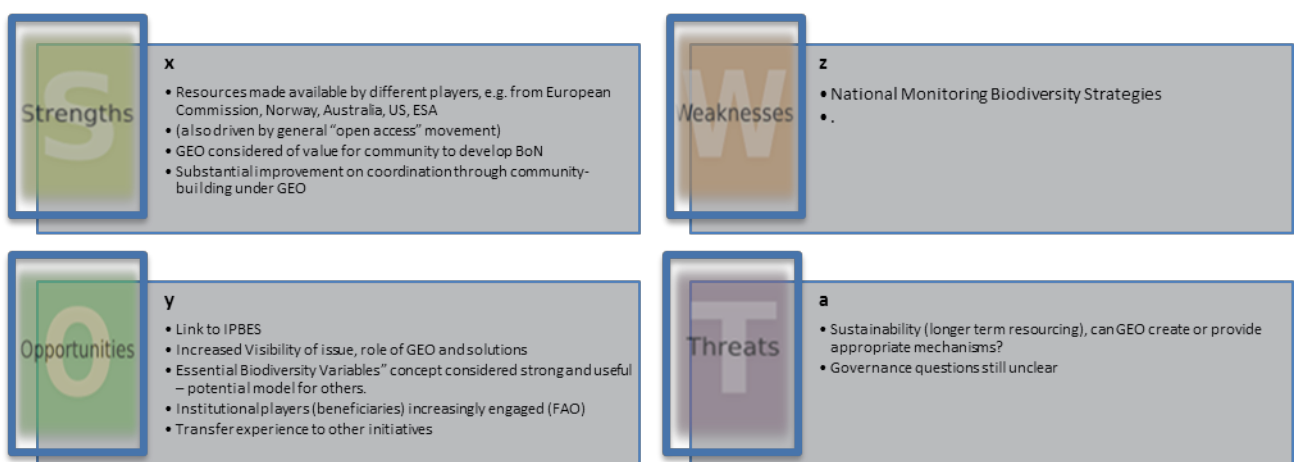 S
Strengths
x
• Resources made available by different players, e.g. from European
Commission, Norway, Australia, US, ESA
• (also driven by general “open access” movement)
• GEO considered of value for community to develop BoN
• Substantial improvement on coordination through community-
building under GEO
W
Weaknesses
z
• National Monitoring Biodiversity Strategies
• .
O
Opportunities
y
• Link to IPBES
• Increased Visibility of issue, role of GEO and solutions
• Essential Biodiversity Variables” concept considered strong and useful
– potential model for others.
• Institutional players (beneficiaries) increasingly engaged (FAO)
• Transfer experience to other initiatives
T
Threats
a
• Sustainability (longer term resourcing), can GEO create or provide
appropriate mechanisms?
• Governance questions still unclear